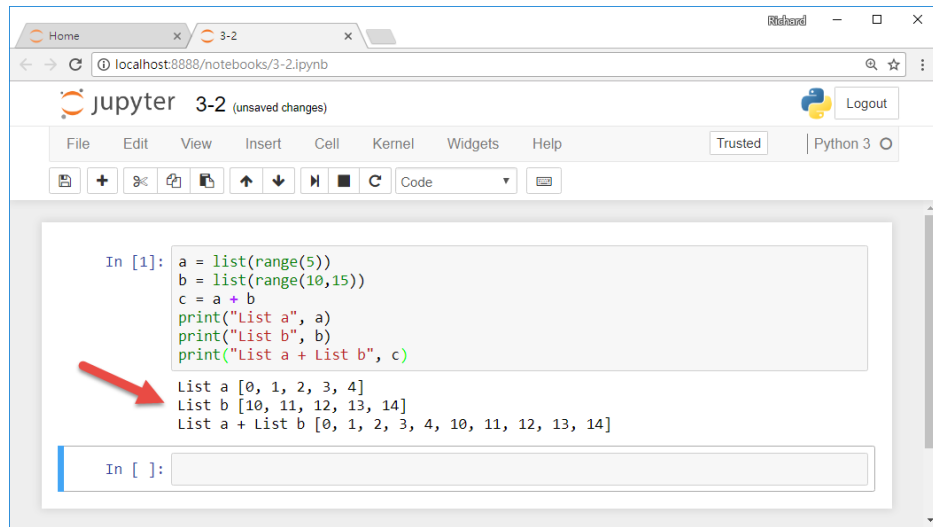 Richard
Home
3-2
localhost:8888/notebooks/3-2.ipynb
jupyter 3-2 (unsaved changes)
Logout
File Edit View Insert Cell Kernel Widgets Help Trusted Python 3
Code
In [1]: a = list(range(5))
b = list(range(10,15))
c = a + b
print("List a", a)
print("List b", b)
print("List a + List b", c)
List a [0, 1, 2, 3, 4]
List b [10, 11, 12, 13, 14]
List a + List b [0, 1, 2, 3, 4, 10, 11, 12, 13, 14]
In [ ]: